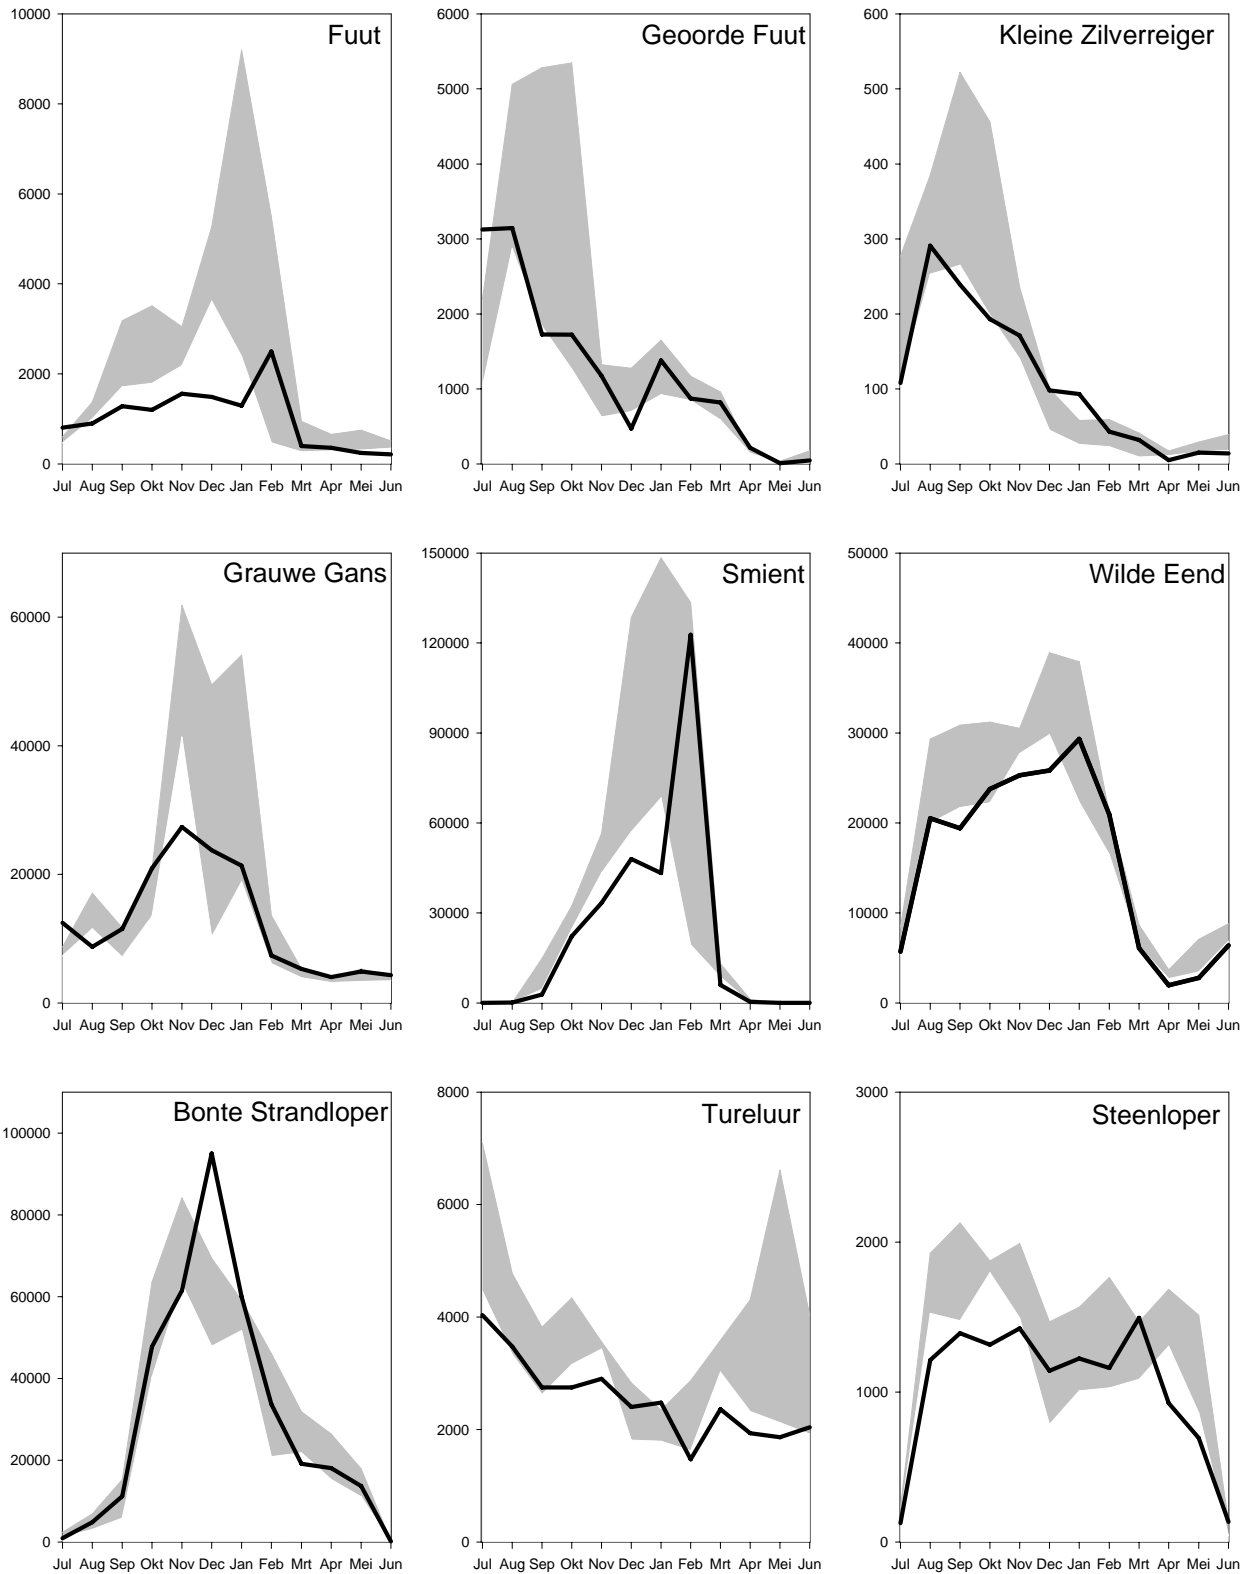 Fuut
10000
8000
6000
4000
2000
0
Jul Aug Sep Okt Nov Dec Jan Feb Mrt Apr Mei Jun
Geoorde Fuut
6000
5000
4000
3000
2000
1000
0
Jul Aug Sep Okt Nov Dec Jan Feb Mrt Apr Mei Jun
Kleine Zilverreiger
600
500
400
300
200
100
0
Jul Aug Sep Okt Nov Dec Jan Feb Mrt Apr Mei Jun
Grauwe Gans
60000
40000
20000
0
Jul Aug Sep Okt Nov Dec Jan Feb Mrt Apr Mei Jun
Smient
150000
120000
90000
60000
30000
0
Jul Aug Sep Okt Nov Dec Jan Feb Mrt Apr Mei Jun
Wilde Eend
50000
40000
30000
20000
10000
0
Jul Aug Sep Okt Nov Dec Jan Feb Mrt Apr Mei Jun
Bonte Strandloper
100000
80000
60000
40000
20000
0
Jul Aug Sep Okt Nov Dec Jan Feb Mrt Apr Mei Jun
Tureluur
8000
6000
4000
2000
0
Jul Aug Sep Okt Nov Dec Jan Feb Mrt Apr Mei Jun
Steenloper
3000
2000
1000
0
Jul Aug Sep Okt Nov Dec Jan Feb Mrt Apr Mei Jun